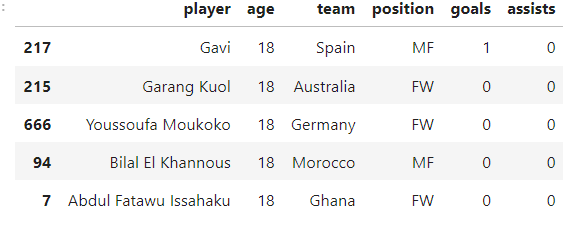 player age team position goals assists
217 Gavi 18 Spain MF 1 0
215 Garang Kuol 18 Australia FW 0 0
666 Youssoufa Moukoko 18 Germany FW 0 0
94 Bilal El Khannous 18 Morocco MF 0 0
7 Abdul Fatawu Issahaku 18 Ghana FW 0 0